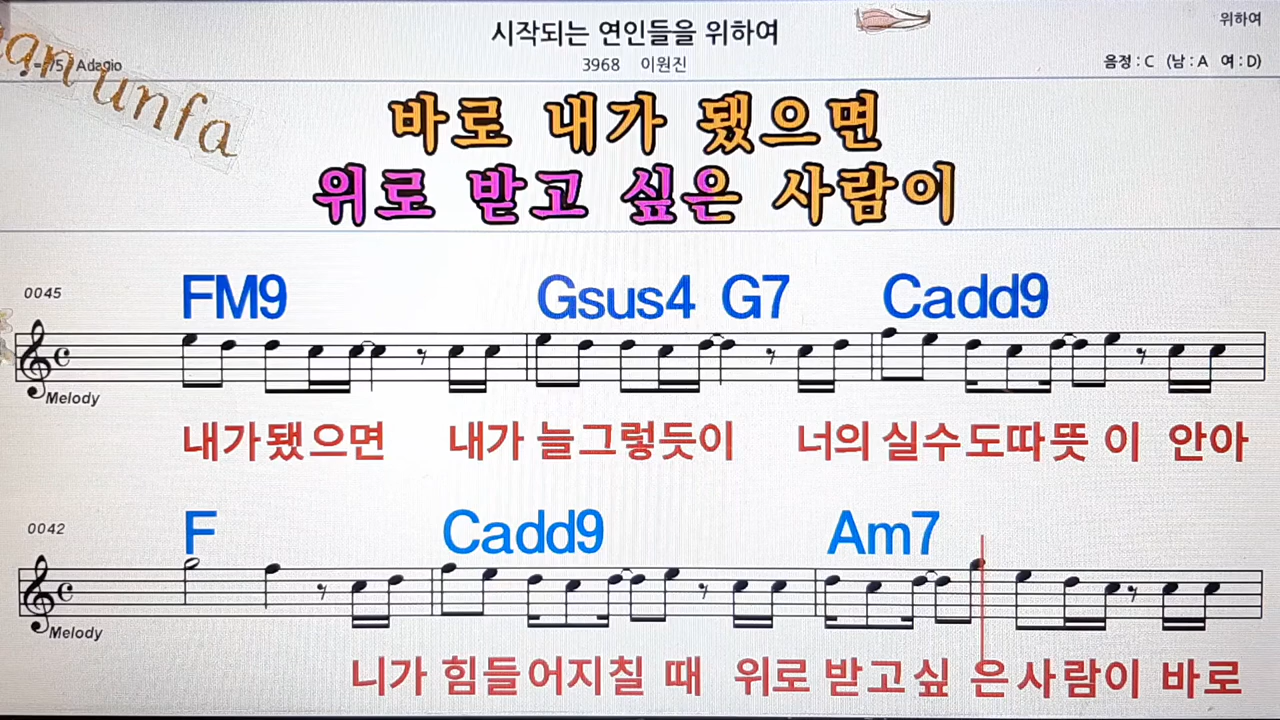 시작되는 연인들을 위하여
위하여
3968 이원진
Adagio
음정 : C (남 : A 여 : D)
unfa
바로 내가 됐으면
위로 받고 싶은 사람이
0045
FM9 Gsus4 G7 Cadd9
Melody
내가됐으면 내가 늘그렇듯이 너의 실수도따뜻 이 안아
0042
F Cadd9 Am7
Melody
니가 힘들어지칠 때 위로 받고싶 은사람이 바로